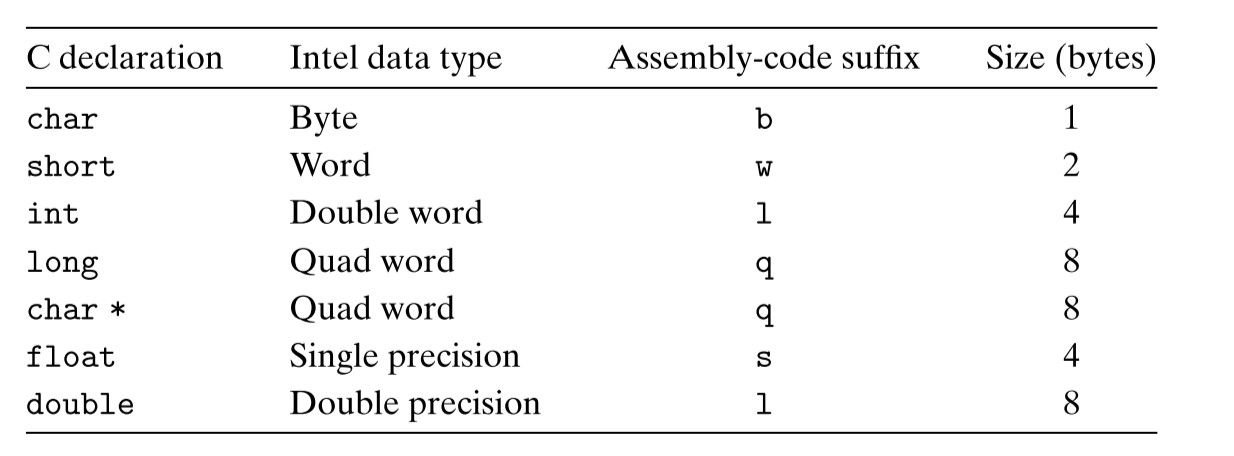 C declaration Intel data type Assembly-code suffix Size (bytes)
char Byte b 1
short Word w 2
int Double word l 4
long Quad word q 8
char * Quad word q 8
float Single precision s 4
double Double precision l 8